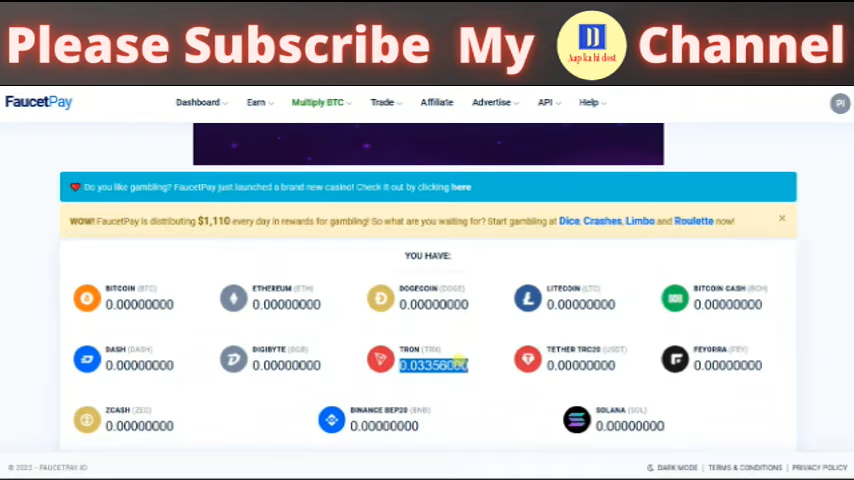 Please Subscribe My Channel
Aap ka hi dost
FaucetPay
Dashboard Earn Multiply BTC Trade Affiliate Advertise API Help PI
Do you like gambling? FaucetPay just launched a brand new casino! Check it out by clicking here
WOW! FaucetPay is distributing $1,110 every day in rewards for gambling! So what are you waiting for? Start gambling at Dice, Crashes, Limbo and Roulette now! ×
YOU HAVE:
BITCOIN (BTC) ETHEREUM (ETH) DOGECOIN (DOGE) LITECOIN (LTC) BITCOIN CASH (BCH)
0.00000000 0.00000000 0.00000000 0.00000000 0.00000000
DASH (DASH) DIGIBYTE (DGB) TRON (TRX) TETHER TRC20 (USDT) FEYORRA (FEY)
0.00000000 0.00000000 0.03356000 0.00000000 0.00000000
ZCASH (ZEC) BINANCE BEP20 (BNB) SOLANA (SOL)
0.00000000 0.00000000 0.00000000
© 2022 - FAUCETPAY.IO DARK MODE | TERMS & CONDITIONS | PRIVACY POLICY